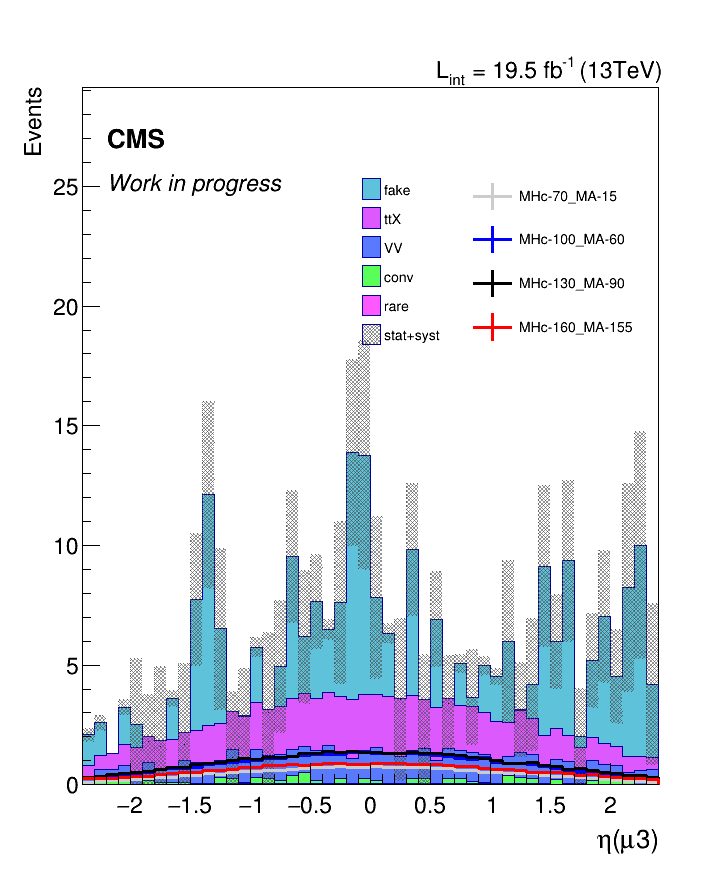 L_int = 19.5 fb^-1 (13TeV)
Events
CMS
Work in progress
fake
ttX
VV
conv
rare
stat+syst
MHc-70_MA-15
MHc-100_MA-60
MHc-130_MA-90
MHc-160_MA-155
25
20
15
10
5
0
−2 −1.5 −1 −0.5 0 0.5 1 1.5 2
η(μ3)